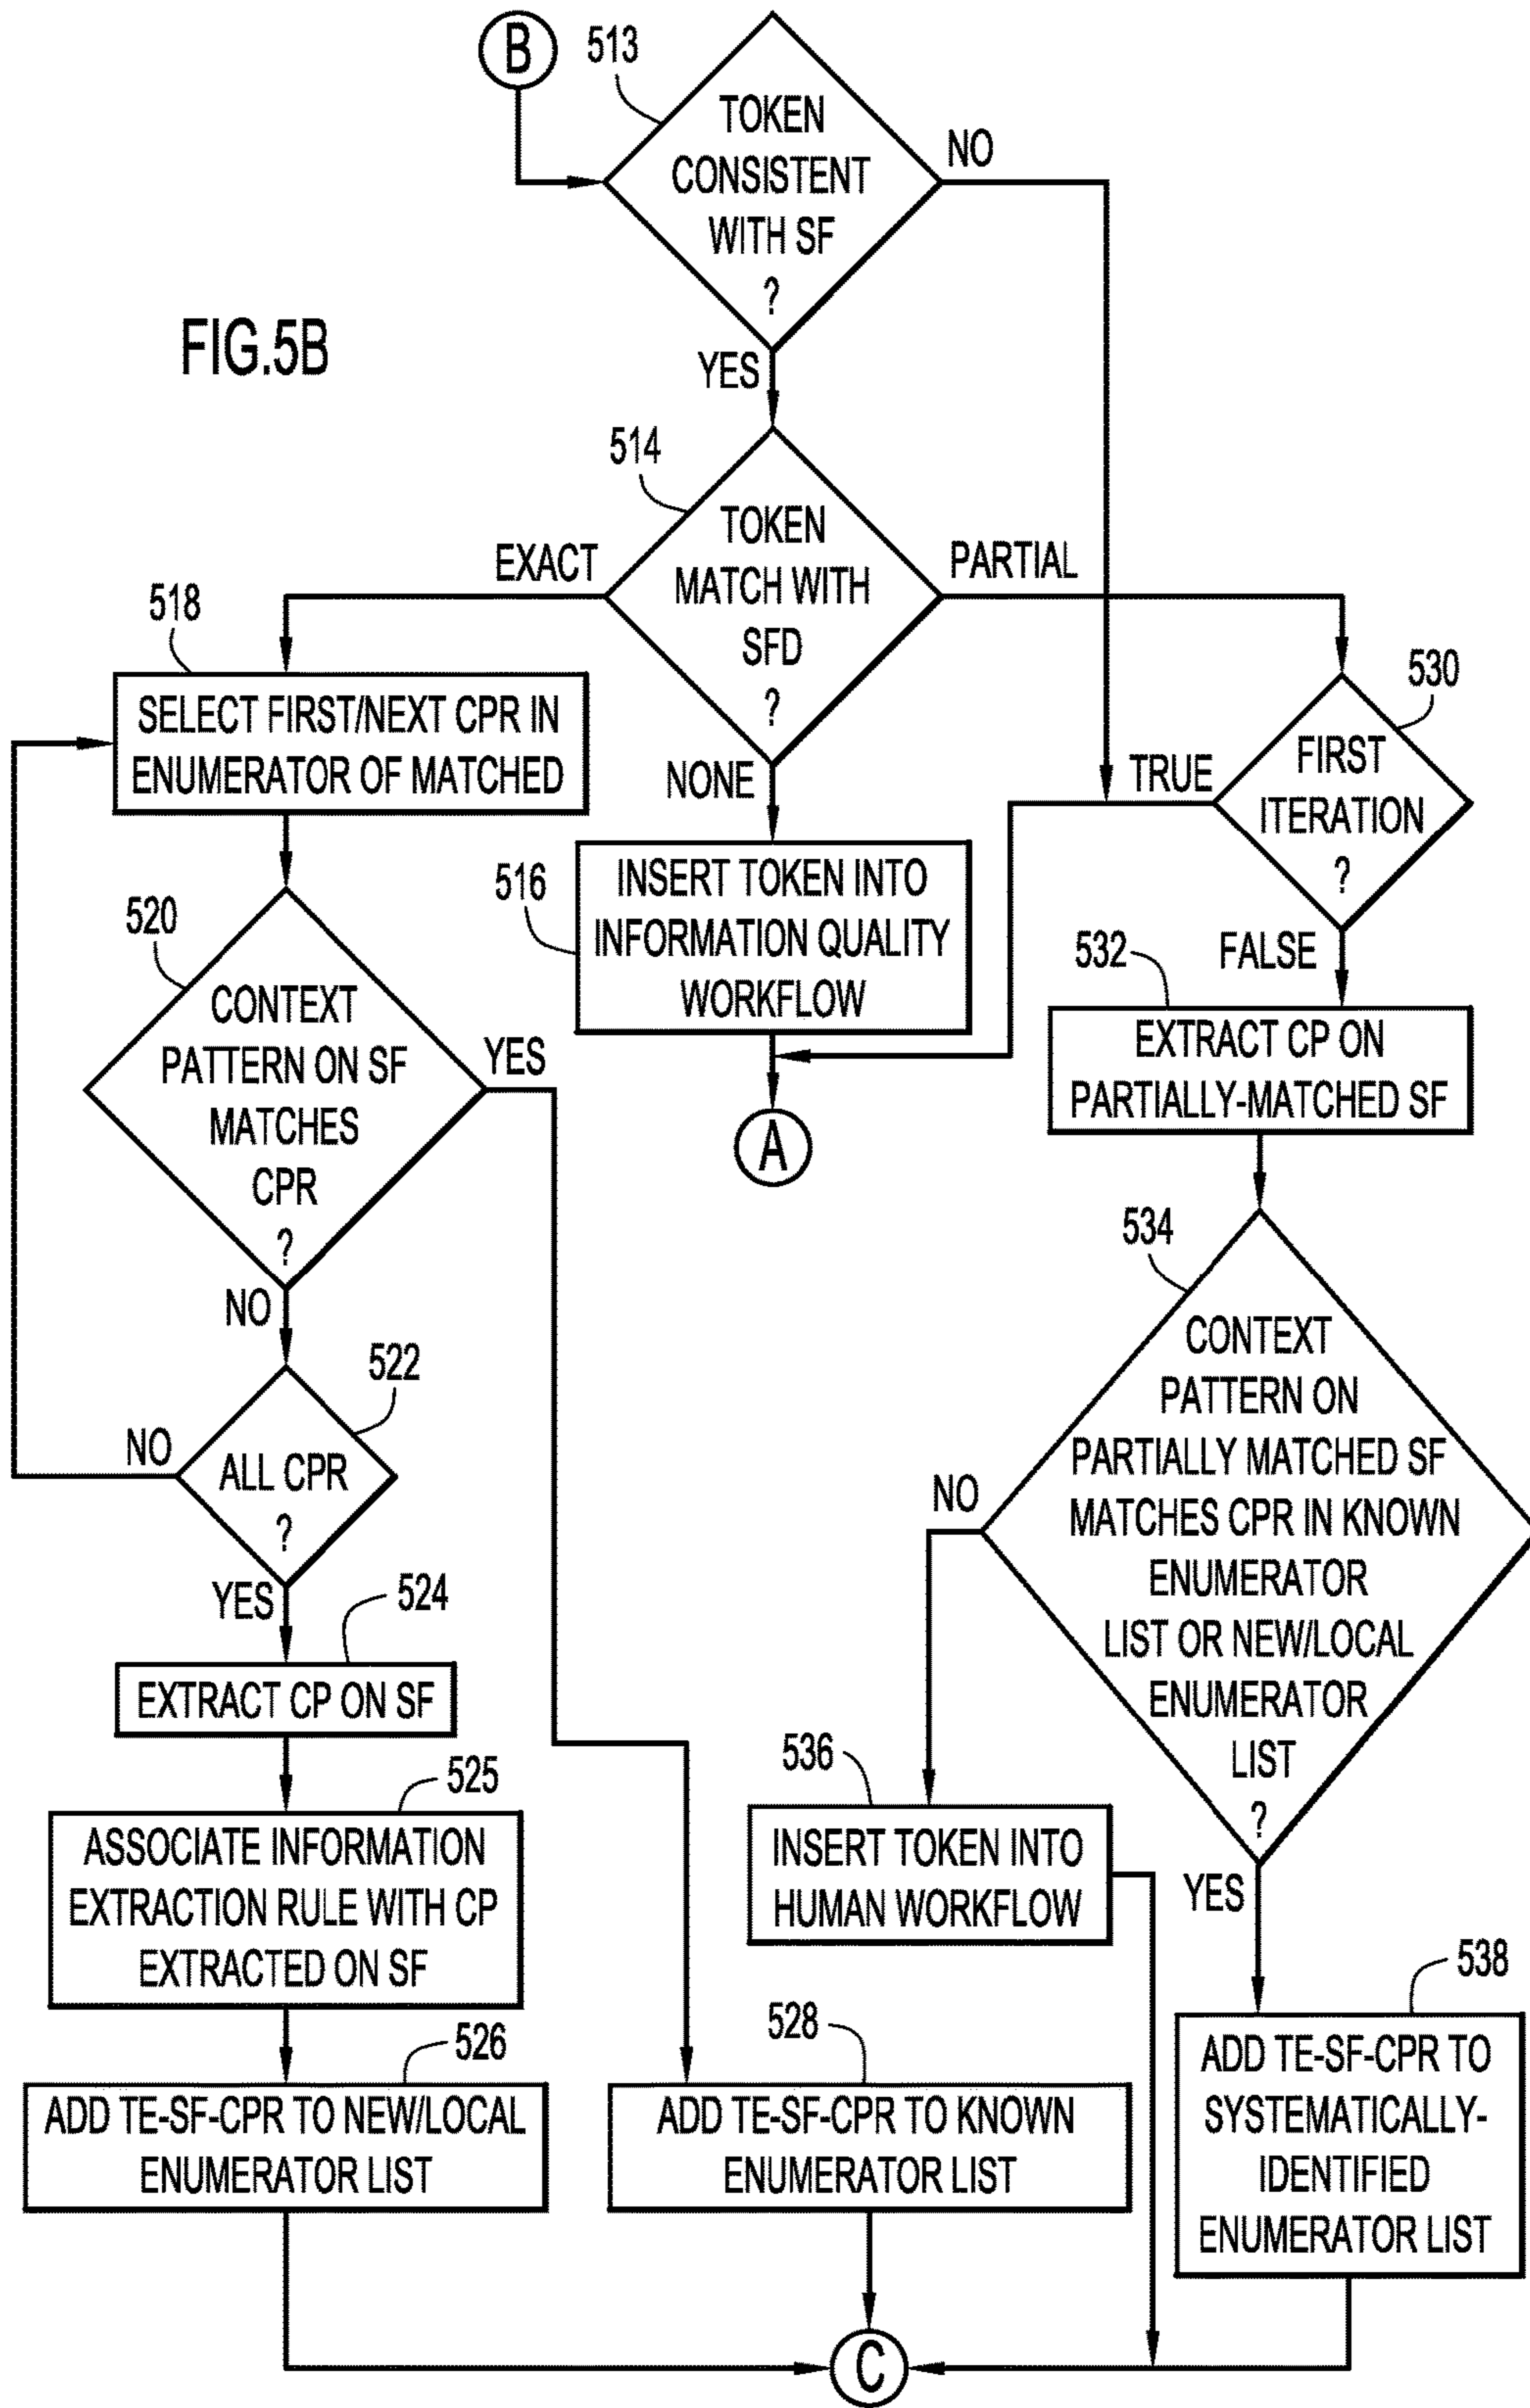 B
513
TOKEN
CONSISTENT
WITH SF
?
NO
FIG.5B
YES
514
TOKEN
MATCH WITH
SFD
?
EXACT
PARTIAL
NONE
518
SELECT FIRST/NEXT CPR IN
ENUMERATOR OF MATCHED
530
FIRST
ITERATION
?
TRUE
FALSE
516
INSERT TOKEN INTO
INFORMATION QUALITY
WORKFLOW
A
520
CONTEXT
PATTERN ON SF
MATCHES
CPR
?
YES
NO
532
EXTRACT CP ON
PARTIALLY-MATCHED SF
522
ALL CPR
?
NO
YES
534
CONTEXT
PATTERN ON
PARTIALLY MATCHED SF
MATCHES CPR IN KNOWN
ENUMERATOR
LIST OR NEW/LOCAL
ENUMERATOR
LIST
?
NO
YES
524
EXTRACT CP ON SF
525
ASSOCIATE INFORMATION
EXTRACTION RULE WITH CP
EXTRACTED ON SF
536
INSERT TOKEN INTO
HUMAN WORKFLOW
526
ADD TE-SF-CPR TO NEW/LOCAL
ENUMERATOR LIST
528
ADD TE-SF-CPR TO KNOWN
ENUMERATOR LIST
538
ADD TE-SF-CPR TO
SYSTEMATICALLY-
IDENTIFIED
ENUMERATOR LIST
C